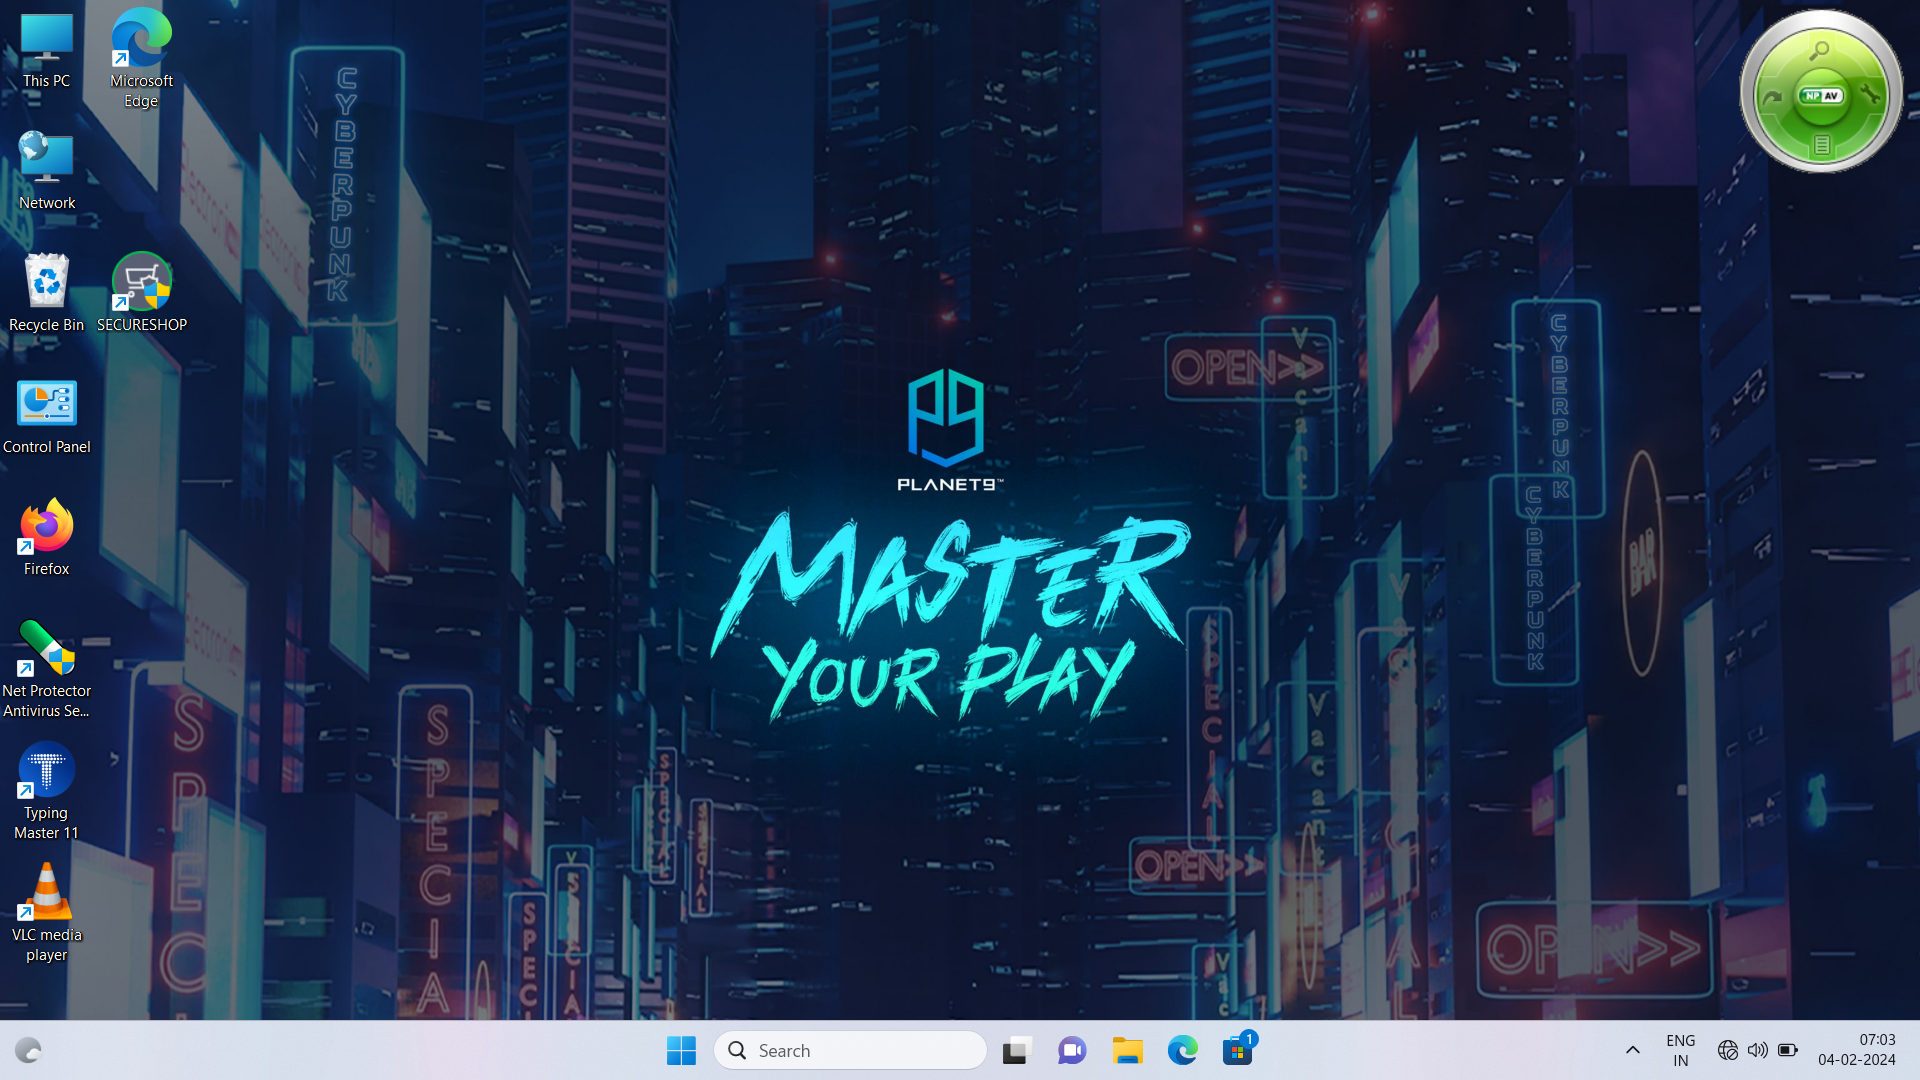 This PC
Microsoft
Edge
Network
Recycle Bin
SECURESHOP
Control Panel
Firefox
Net Protector
Antivirus Se...
Typing
Master 11
VLC media
player
NP AV
CYBERPUNK
PLANET9™
MASTER
YOUR PLAY
OPEN>>
Vacant
CYBERPUNK
CYBERPUNK
BAR
SPECIAL
Vacant
OPEN>>
OPEN>>
SPECIAL
SPECIAL
SPECIAL
Search
1
ENG
IN
07:03
04-02-2024